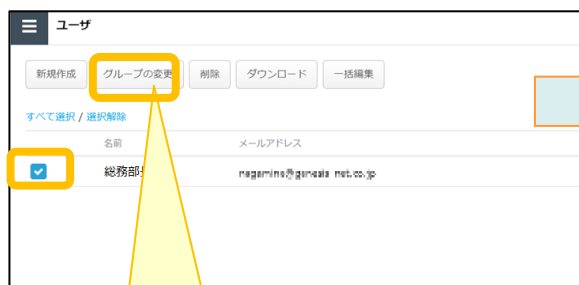 ユーザ
新規作成 グループの変更 削除 ダウンロード 一括編集
すべて選択 / 選択解除
名前 メールアドレス
総務部